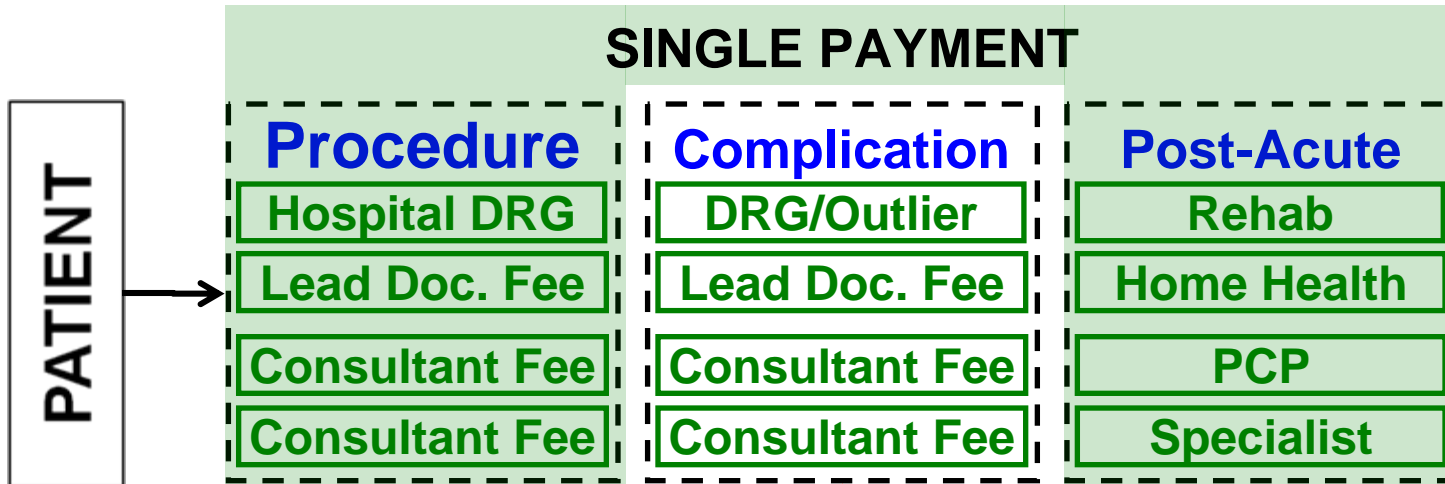 SINGLE PAYMENT
PATIENT
Procedure
Hospital DRG
Lead Doc. Fee
Consultant Fee
Consultant Fee
Complication
DRG/Outlier
Lead Doc. Fee
Consultant Fee
Consultant Fee
Post-Acute
Rehab
Home Health
PCP
Specialist